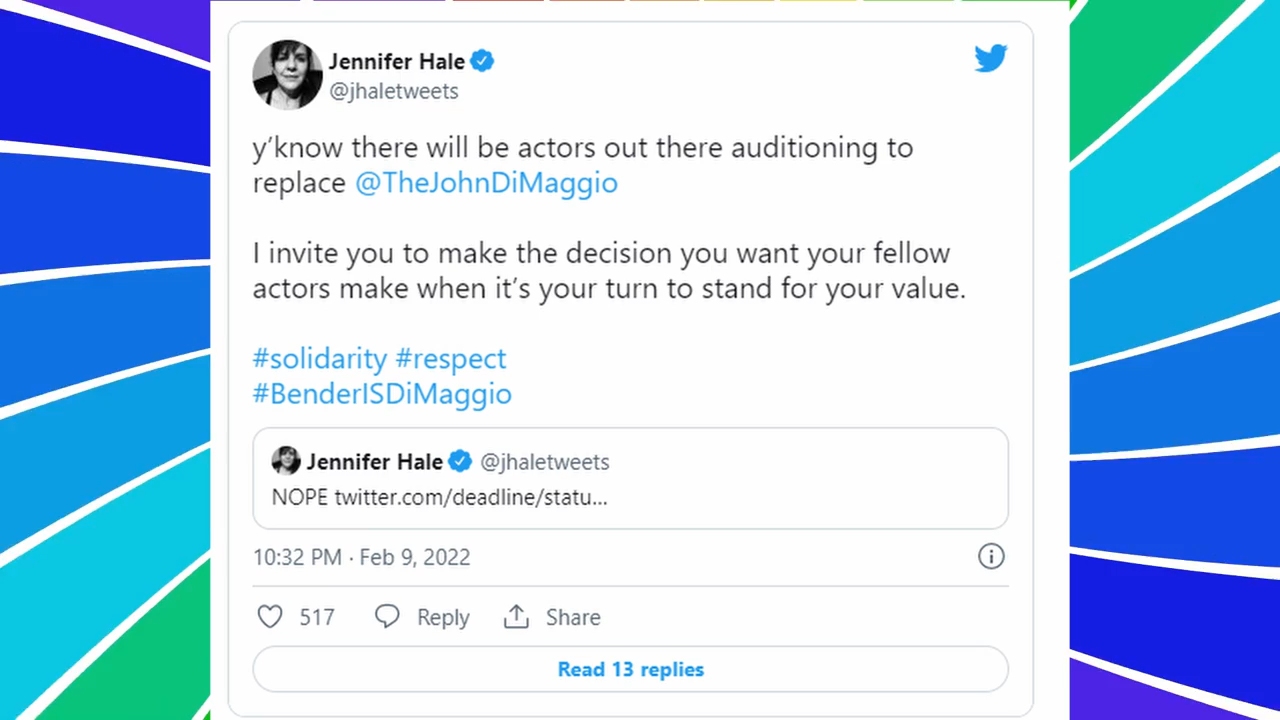 Jennifer Hale
@jhaletweets
y’know there will be actors out there auditioning to
replace @TheJohnDiMaggio
I invite you to make the decision you want your fellow
actors make when it’s your turn to stand for your value.
#solidarity #respect
#BenderISDiMaggio
Jennifer Hale @jhaletweets
NOPE twitter.com/deadline/statu...
10:32 PM · Feb 9, 2022
517 Reply Share
Read 13 replies